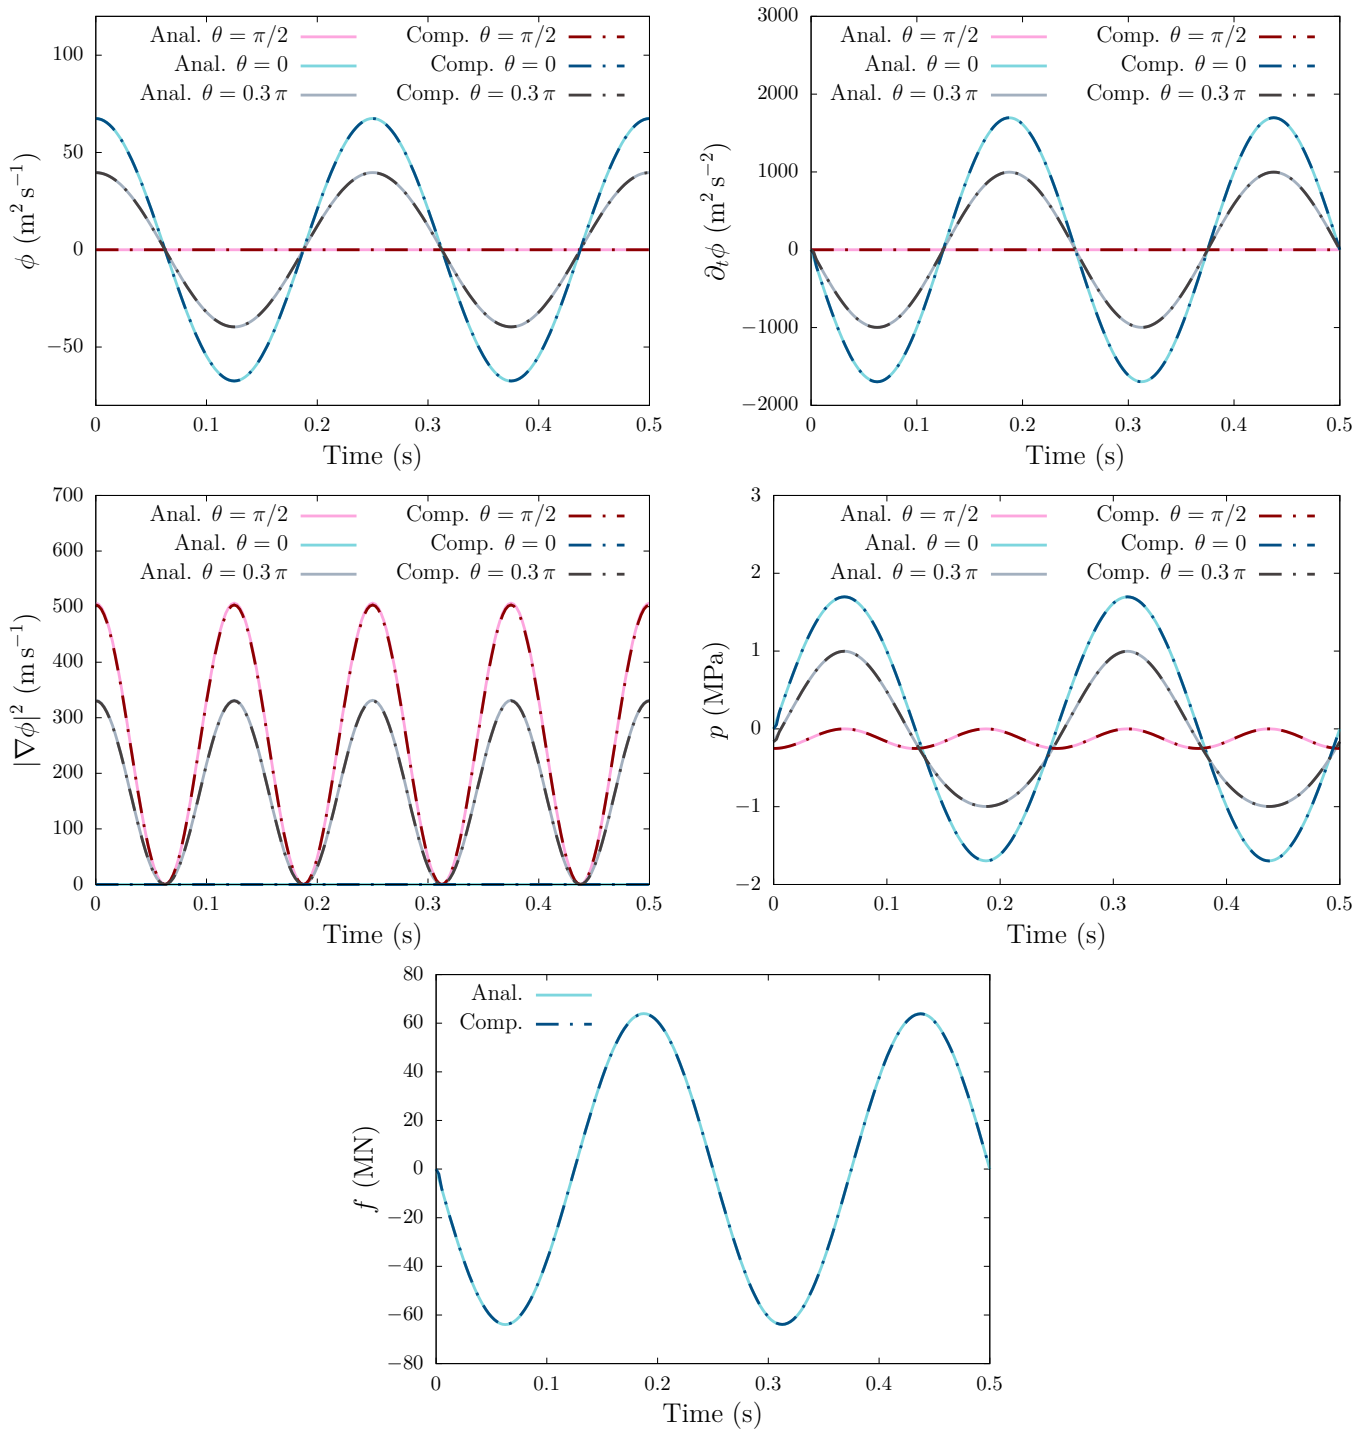 Anal. θ = π/2 Comp. θ = π/2
Anal. θ = 0 Comp. θ = 0
Anal. θ = 0.3 π Comp. θ = 0.3 π
100
50
0
−50
ϕ (m² s⁻¹)
0 0.1 0.2 0.3 0.4 0.5
Time (s)
Anal. θ = π/2 Comp. θ = π/2
Anal. θ = 0 Comp. θ = 0
Anal. θ = 0.3 π Comp. θ = 0.3 π
3000
2000
1000
0
−1000
−2000
∂ₜϕ (m² s⁻²)
0 0.1 0.2 0.3 0.4 0.5
Time (s)
Anal. θ = π/2 Comp. θ = π/2
Anal. θ = 0 Comp. θ = 0
Anal. θ = 0.3 π Comp. θ = 0.3 π
700
600
500
400
300
200
100
0
|∇ϕ|² (m s⁻¹)
0 0.1 0.2 0.3 0.4 0.5
Time (s)
Anal. θ = π/2 Comp. θ = π/2
Anal. θ = 0 Comp. θ = 0
Anal. θ = 0.3 π Comp. θ = 0.3 π
3
2
1
0
−1
−2
p (MPa)
0 0.1 0.2 0.3 0.4 0.5
Time (s)
Anal.
Comp.
80
60
40
20
0
−20
−40
−60
−80
f (MN)
0 0.1 0.2 0.3 0.4 0.5
Time (s)